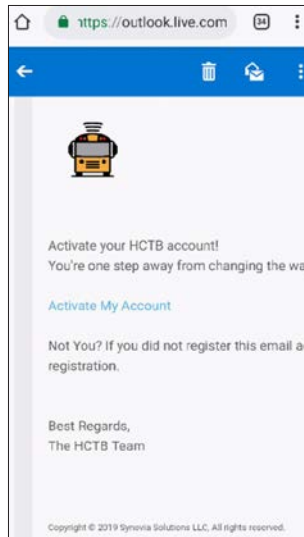 https://outlook.live.com
34
Activate your HCTB account!
You're one step away from changing the wa
Activate My Account
Not You? If you did not register this email a
registration.
Best Regards,
The HCTB Team
Copyright © 2019 Synovia Solutions LLC, All rights reserved.